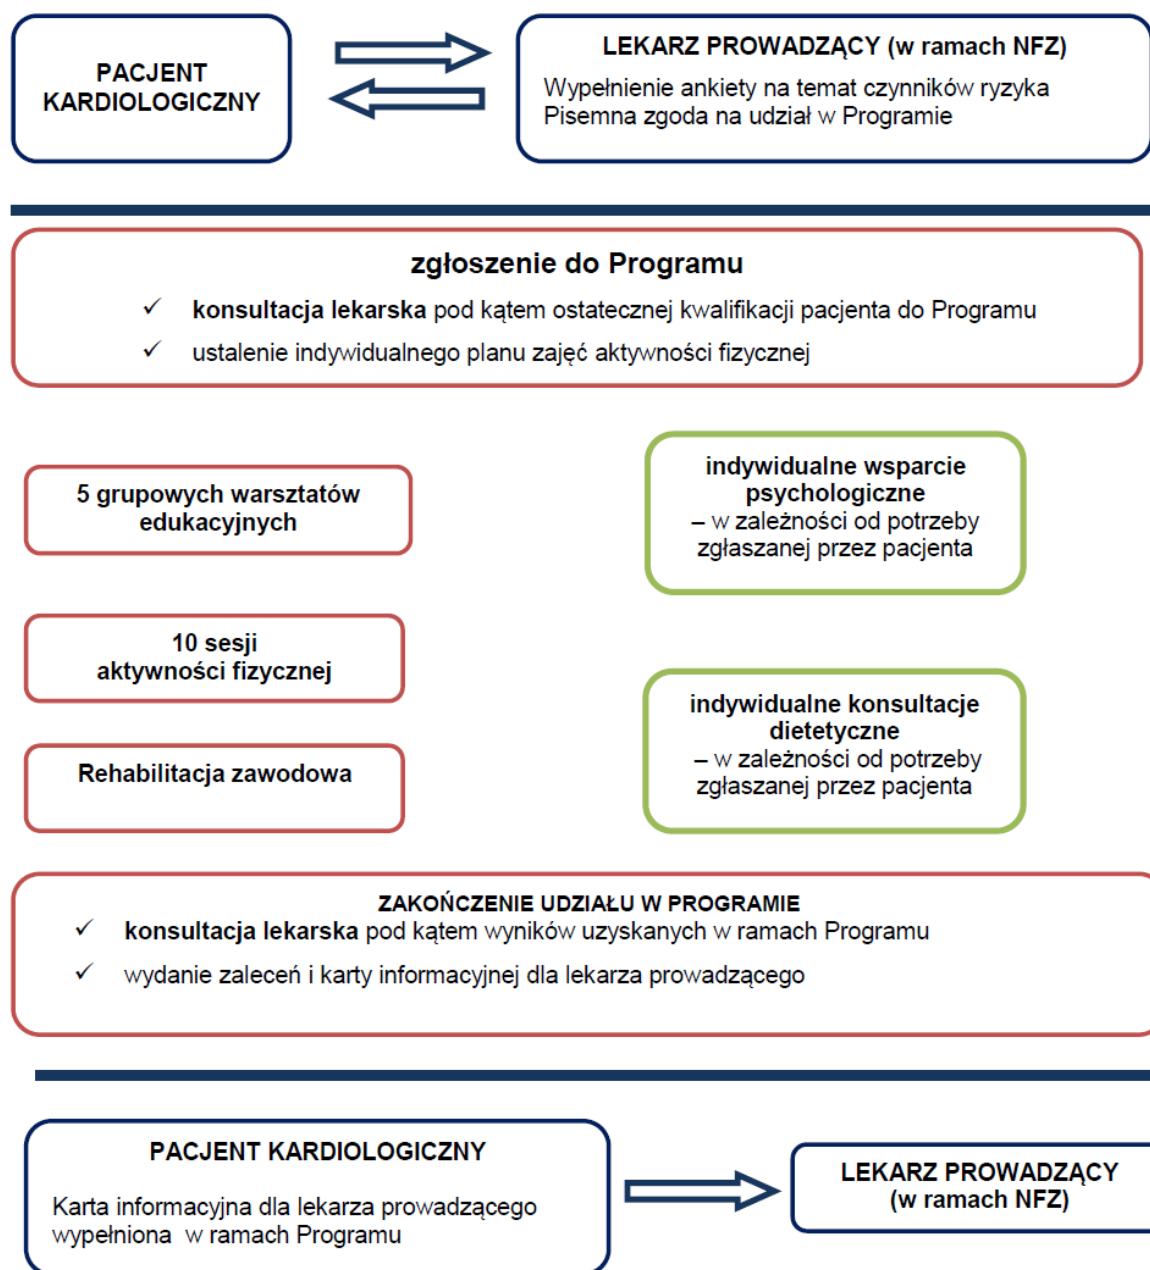 PACJENT
KARDIOLOGICZNY
LEKARZ PROWADZĄCY (w ramach NFZ)
Wypełnienie ankiety na temat czynników ryzyka
Pisemna zgoda na udział w Programie
zgłoszenie do Programu
✓ konsultacja lekarska pod kątem ostatecznej kwalifikacji pacjenta do Programu
✓ ustalenie indywidualnego planu zajęć aktywności fizycznej
5 grupowych warsztatów
edukacyjnych
indywidualne wsparcie
psychologiczne
– w zależności od potrzeby
zgłaszanej przez pacjenta
10 sesji
aktywności fizycznej
indywidualne konsultacje
dietetyczne
– w zależności od potrzeby
zgłaszanej przez pacjenta
Rehabilitacja zawodowa
ZAKOŃCZENIE UDZIAŁU W PROGRAMIE
✓ konsultacja lekarska pod kątem wyników uzyskanych w ramach Programu
✓ wydanie zaleceń i karty informacyjnej dla lekarza prowadzącego
PACJENT KARDIOLOGICZNY
Karta informacyjna dla lekarza prowadzącego
wypełniona w ramach Programu
LEKARZ PROWADZĄCY
(w ramach NFZ)